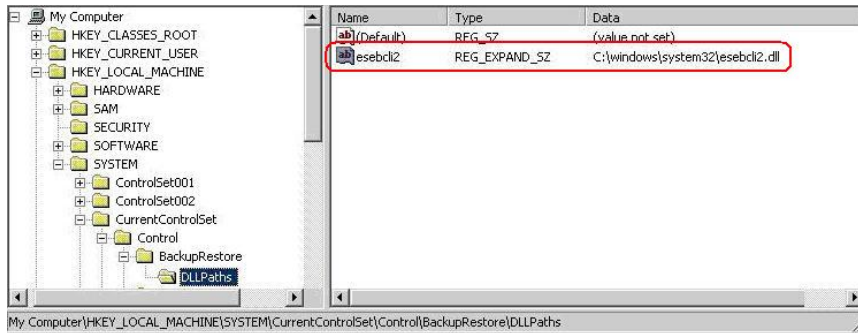 My Computer
HKEY_CLASSES_ROOT
HKEY_CURRENT_USER
HKEY_LOCAL_MACHINE
HARDWARE
SAM
SECURITY
SOFTWARE
SYSTEM
ControlSet001
ControlSet002
CurrentControlSet
Control
BackupRestore
DLLPaths
Name Type Data
ab (Default) REG_SZ (value not set)
ab esebcli2 REG_EXPAND_SZ C:\windows\system32\esebcli2.dll
My Computer\HKEY_LOCAL_MACHINE\SYSTEM\CurrentControlSet\Control\BackupRestore\DLLPaths